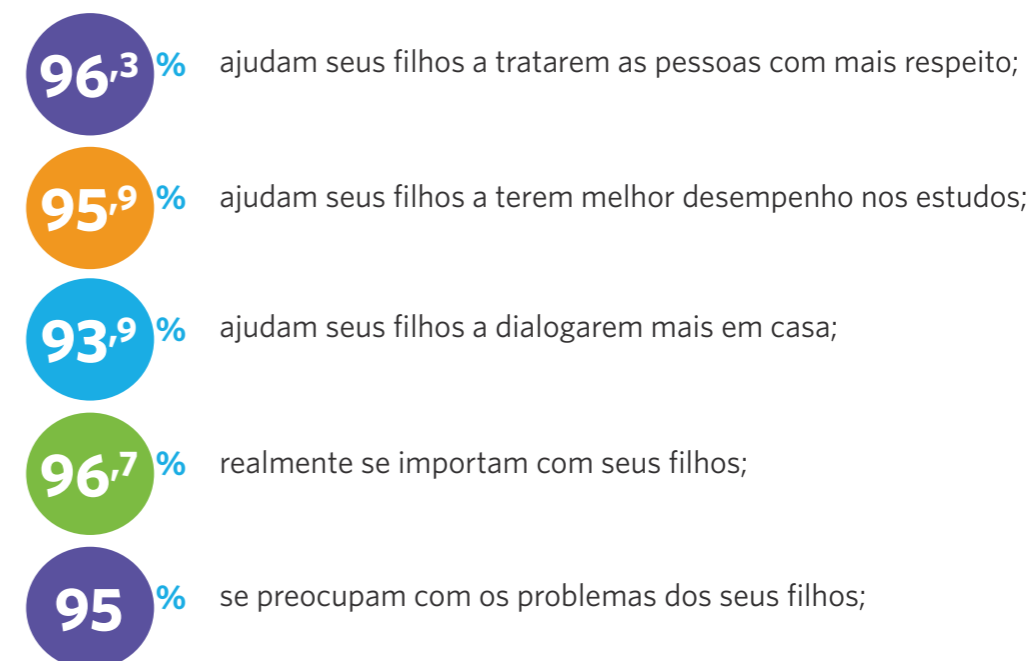 96,3 % ajudam seus filhos a tratarem as pessoas com mais respeito;
95,9 % ajudam seus filhos a terem melhor desempenho nos estudos;
93,9 % ajudam seus filhos a dialogarem mais em casa;
96,7 % realmente se importam com seus filhos;
95 % se preocupam com os problemas dos seus filhos;